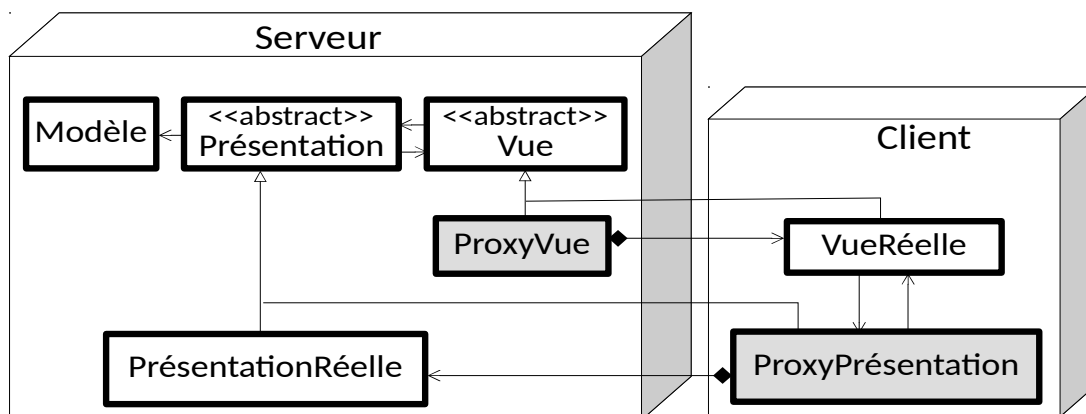 Serveur
Modèle
<<abstract>>
Présentation
<<abstract>>
Vue
Client
ProxyVue
VueRéelle
PrésentationRéelle
ProxyPrésentation